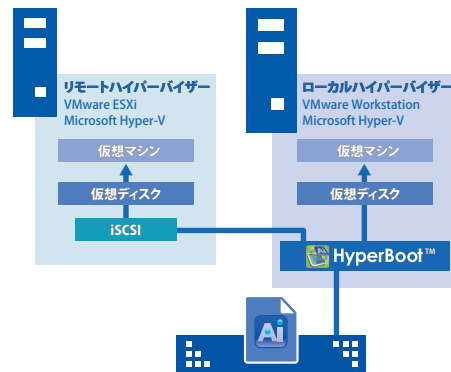 リモートハイパーバイザー
VMware ESXi
Microsoft Hyper-V
仮想マシン
仮想ディスク
iSCSI
ローカルハイパーバイザー
VMware Workstation
Microsoft Hyper-V
仮想マシン
仮想ディスク
HyperBoot™
Ai